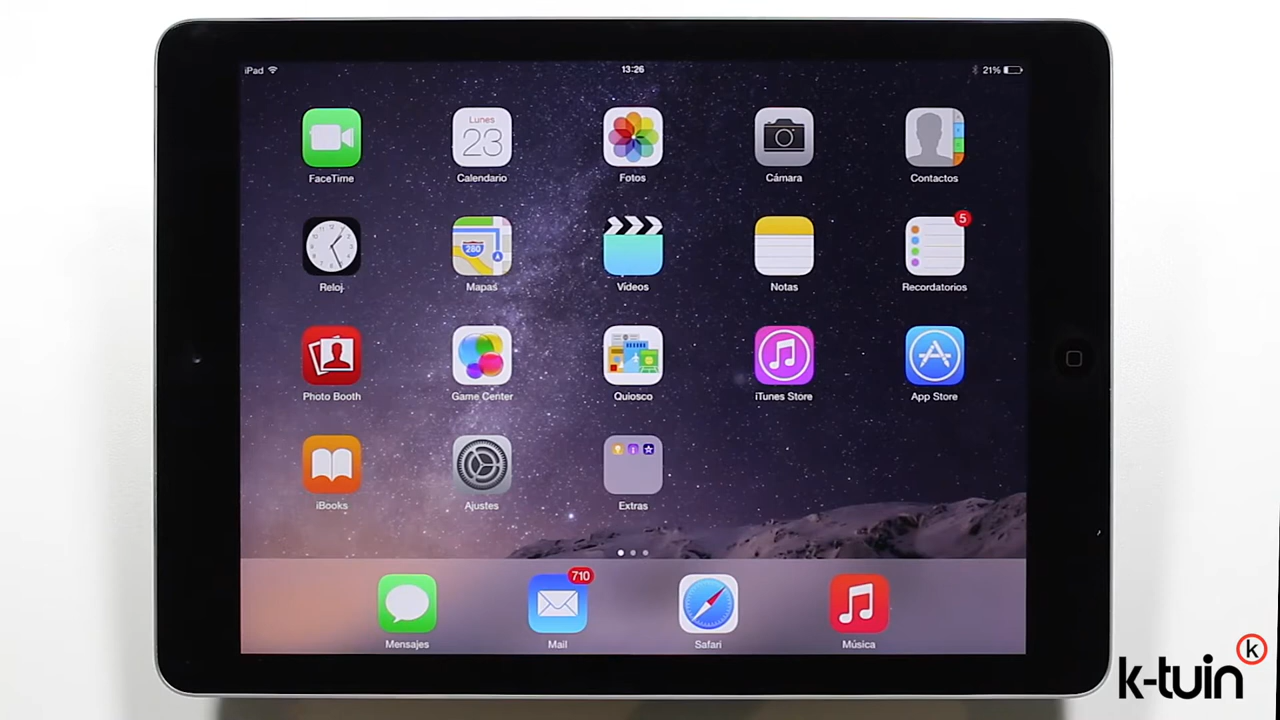 iPad 13:26 21%
Lunes
23
FaceTime Calendario Fotos Cámara Contactos
280
5
Reloj Mapas Vídeos Notas Recordatorios
Photo Booth Game Center Quiosco iTunes Store App Store
iBooks Ajustes Extras
710
Mensajes Mail Safari Música
k-tuin k